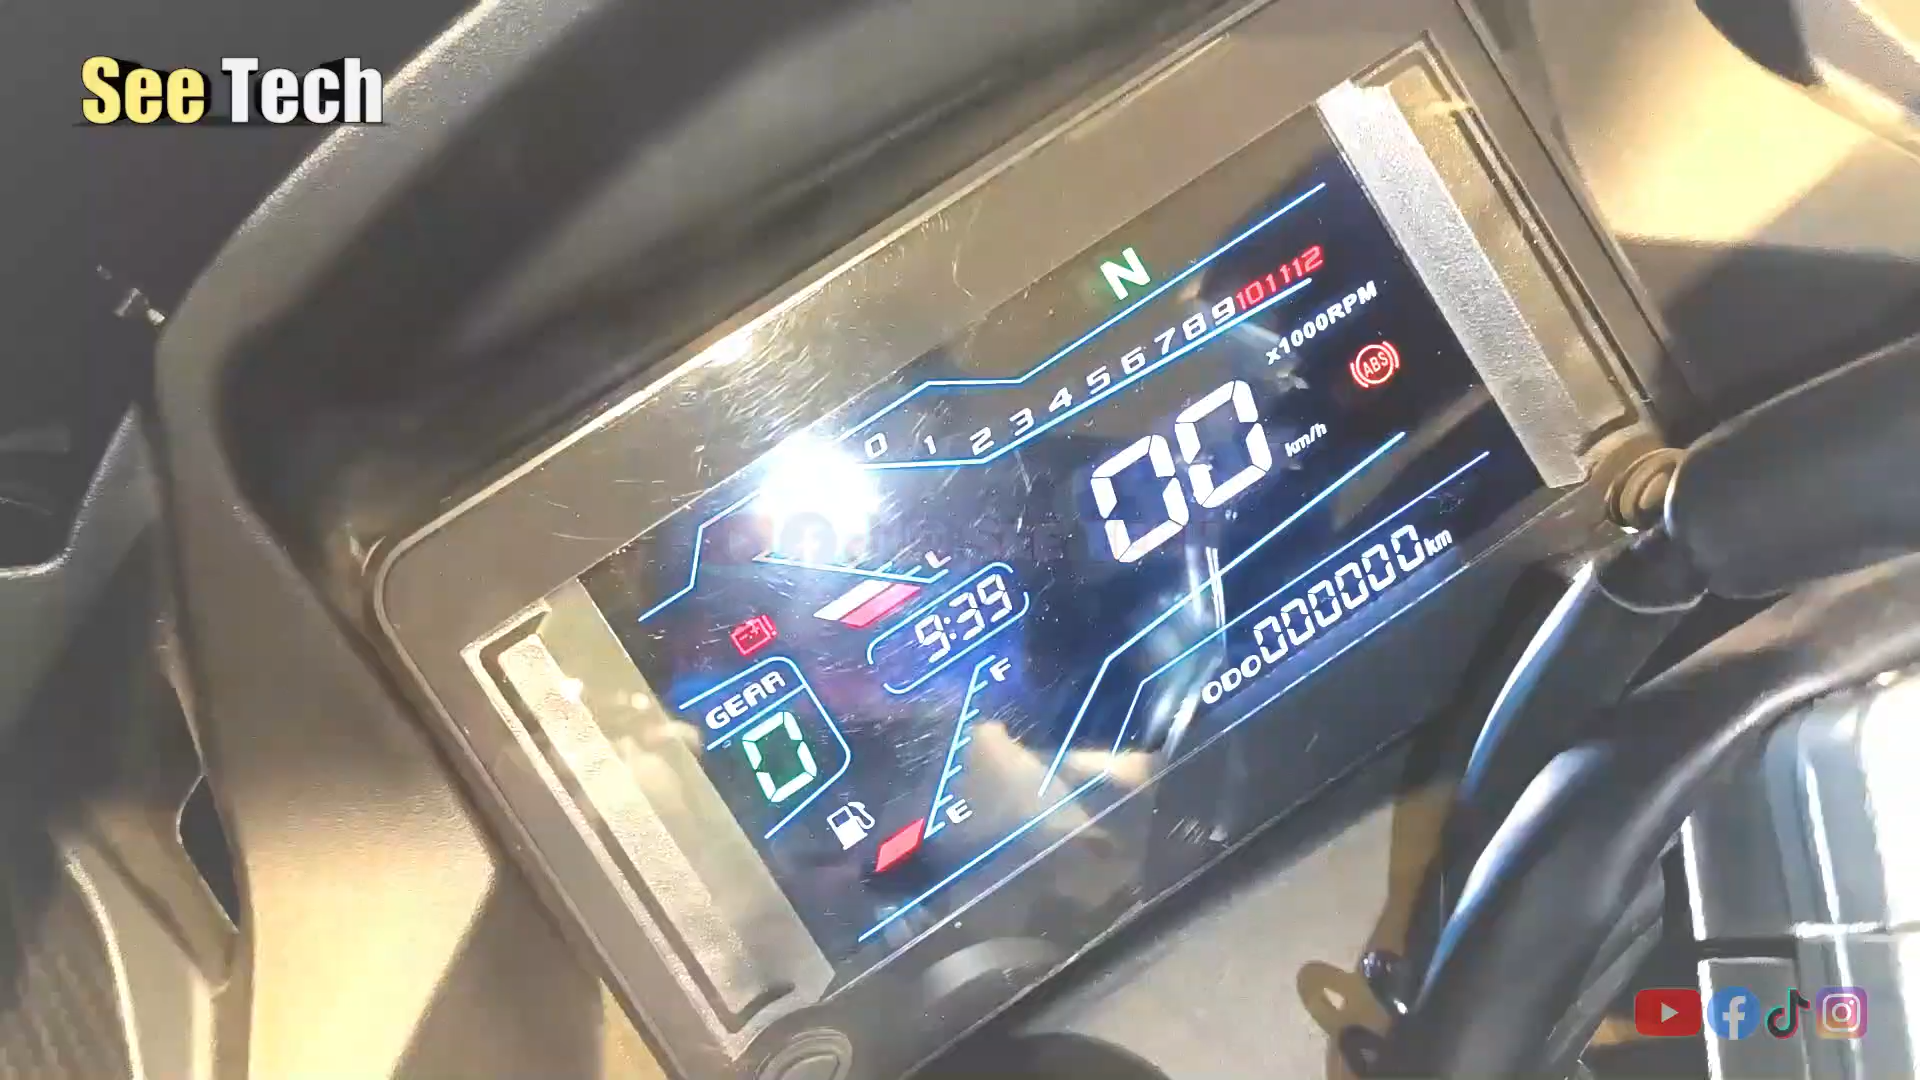 See Tech
N
0 1 2 3 4 5 6 7 8 9 10 11 12
x1000RPM
ABS
00 km/h
L
9:39
GEAR
0
F
E
ODO 000000 km